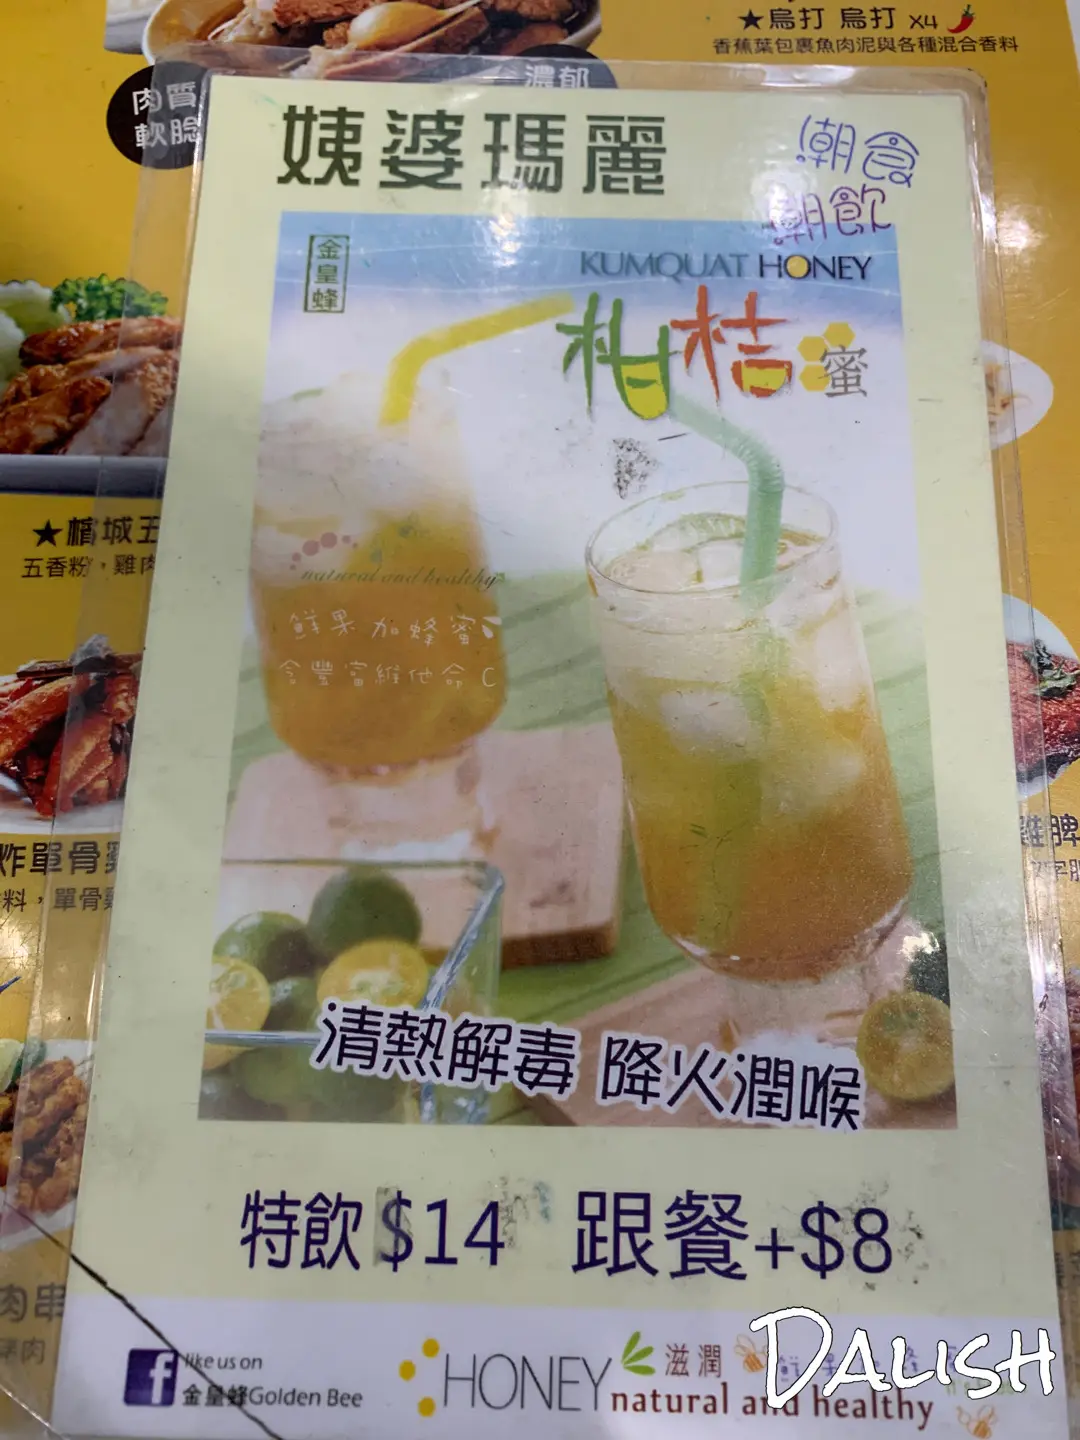 ★烏打 烏打 X4
香蕉葉包裹魚肉泥與各種混合香料
濃郁
肉質
軟腍
姨婆瑪麗
潮食
潮飲
金皇蜂
KUMQUAT HONEY
柑桔蜜
natural and healthy
鮮果加蜂蜜
含豐富維他命C
★檳城五
五香粉，雞肉
炸單骨雞
料，單骨雞
雞脾
清熱解毒 降火潤喉
特飲$14 跟餐+$8
肉串
like us on
金皇蜂Golden Bee
HONEY
滋潤
natural and healthy
DALISH